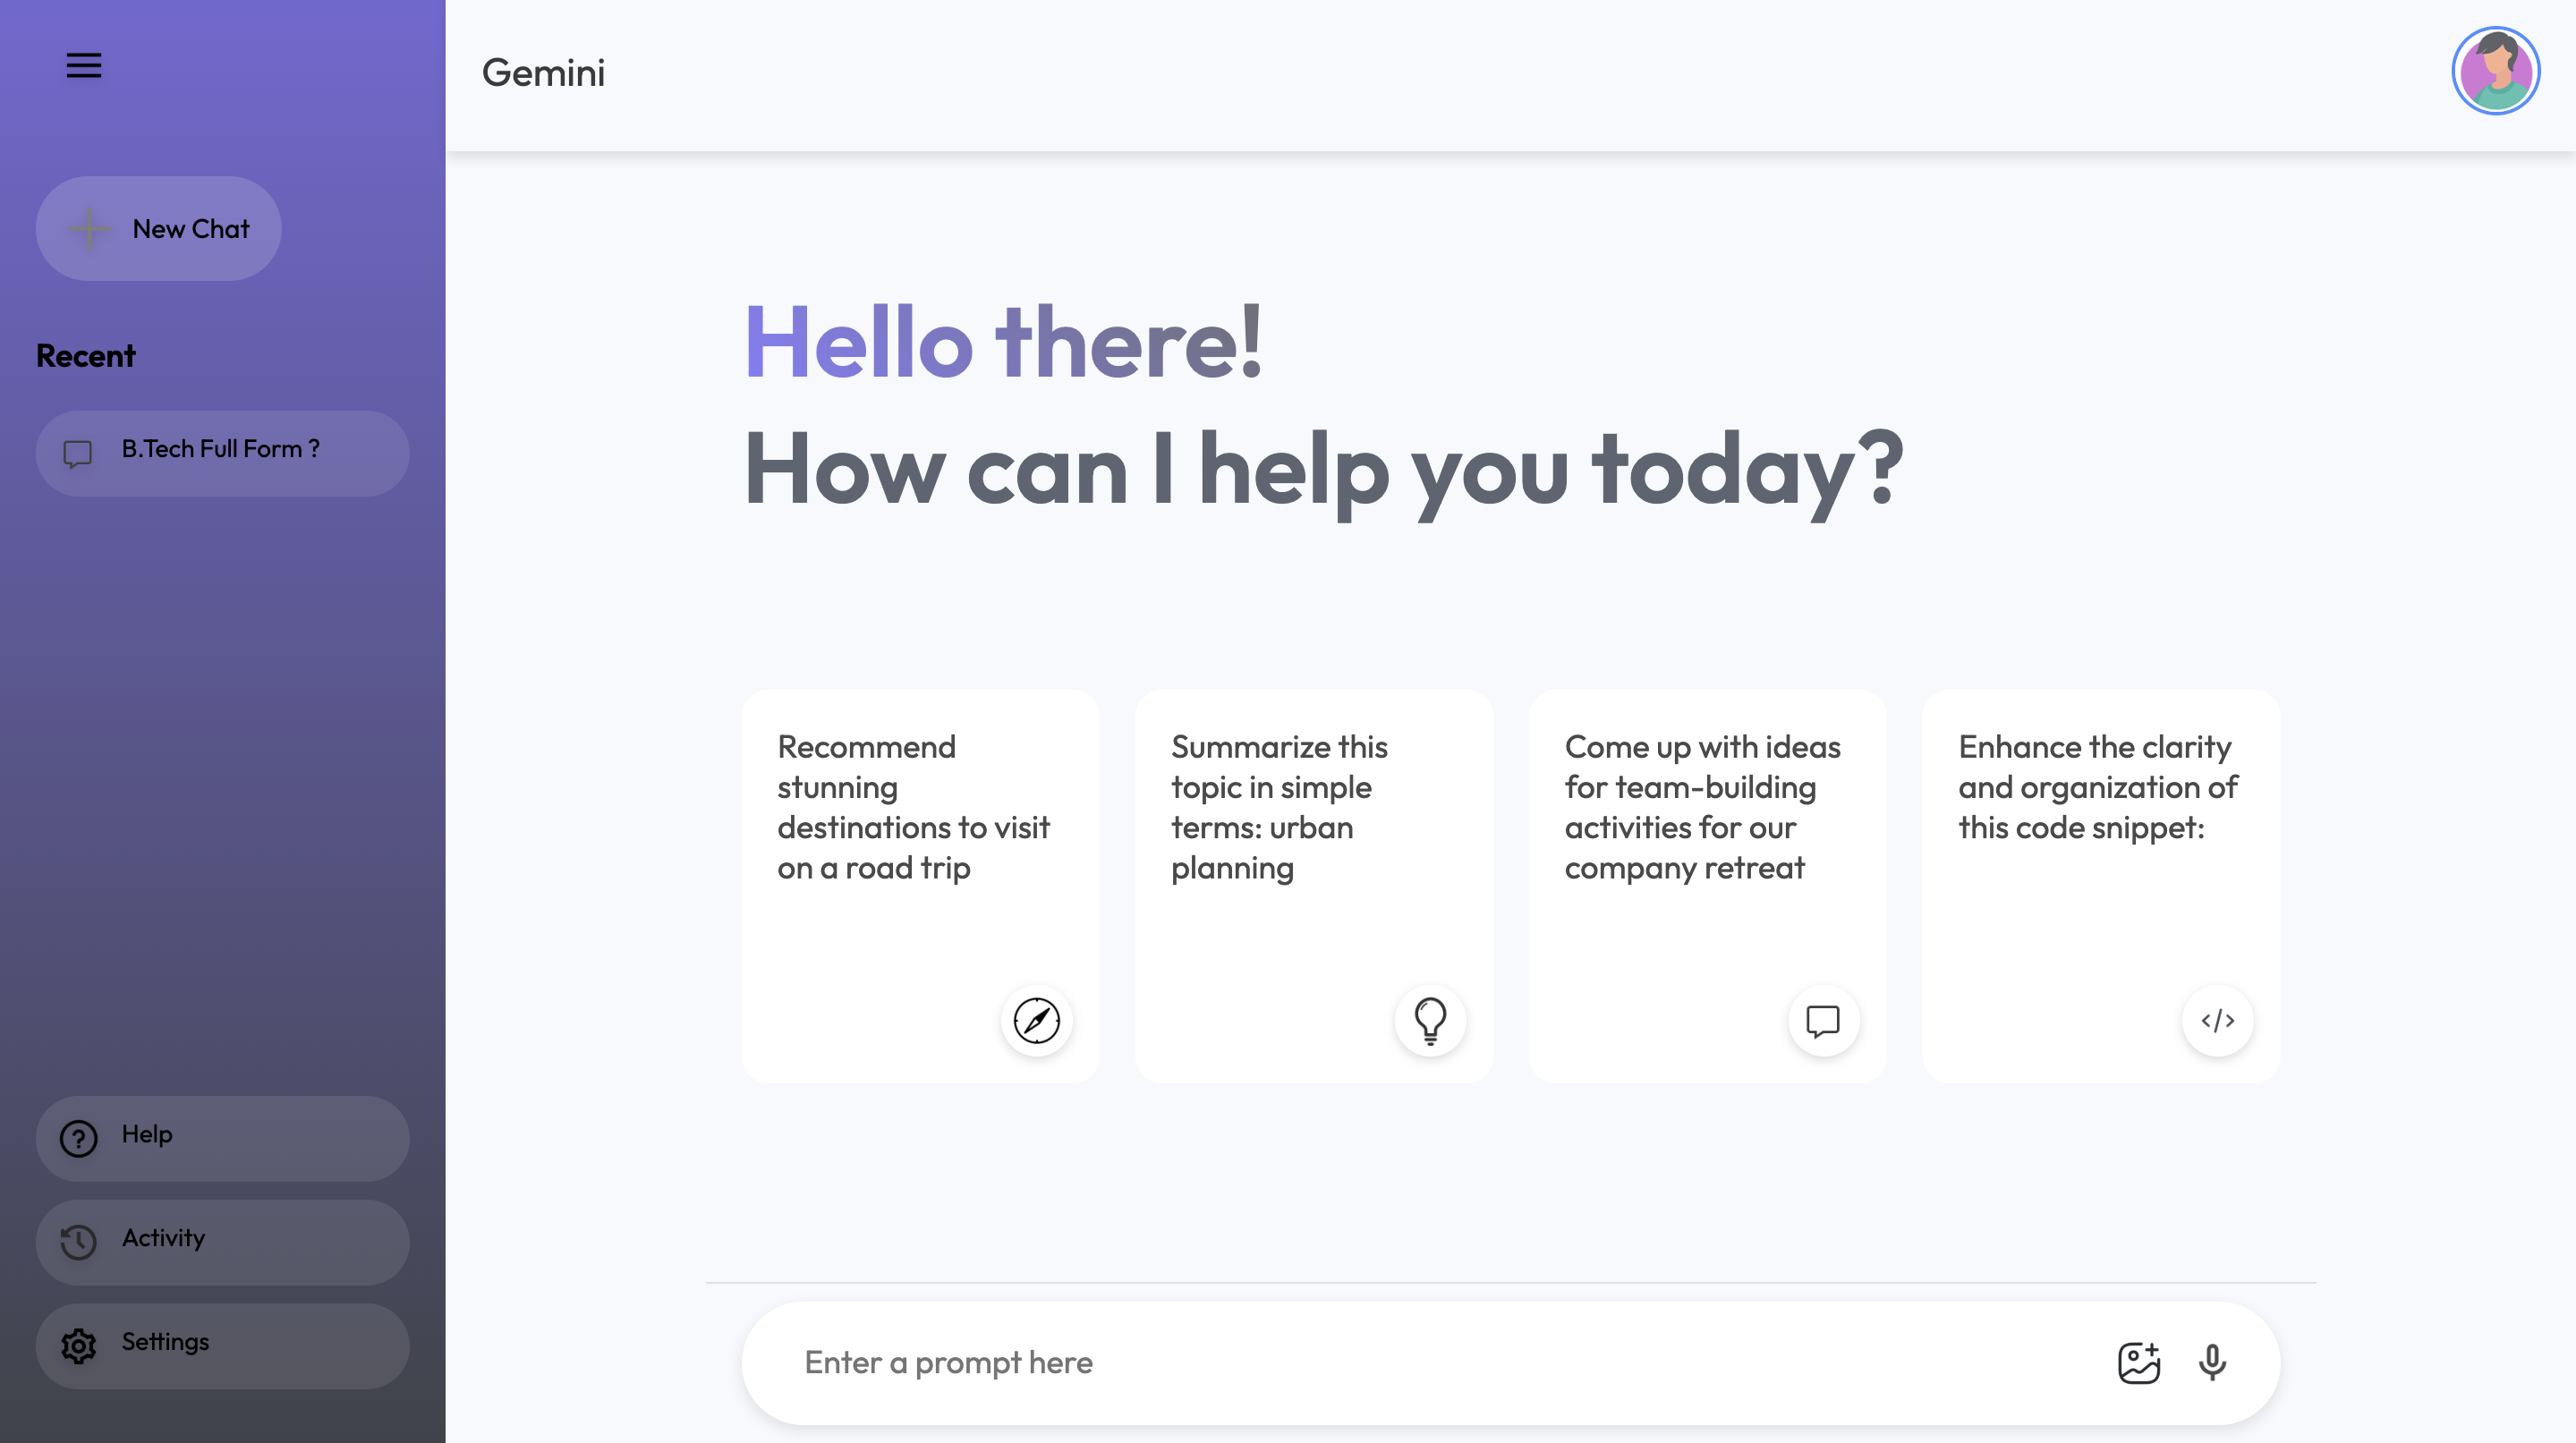 New Chat
Recent
B.Tech Full Form ?
Help
Activity
Settings
Gemini
Hello there!
How can I help you today?
Recommend
stunning
destinations to visit
on a road trip
Summarize this
topic in simple
terms: urban
planning
Come up with ideas
for team-building
activities for our
company retreat
Enhance the clarity
and organization of
this code snippet:
Enter a prompt here